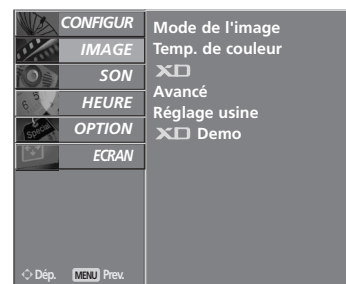 CONFIGUR
IMAGE
SON
HEURE
OPTION
ECRAN
Mode de l'image
Temp. de couleur
XD
Avancé
Réglage usine
XD Demo
Dép. MENU Prev.